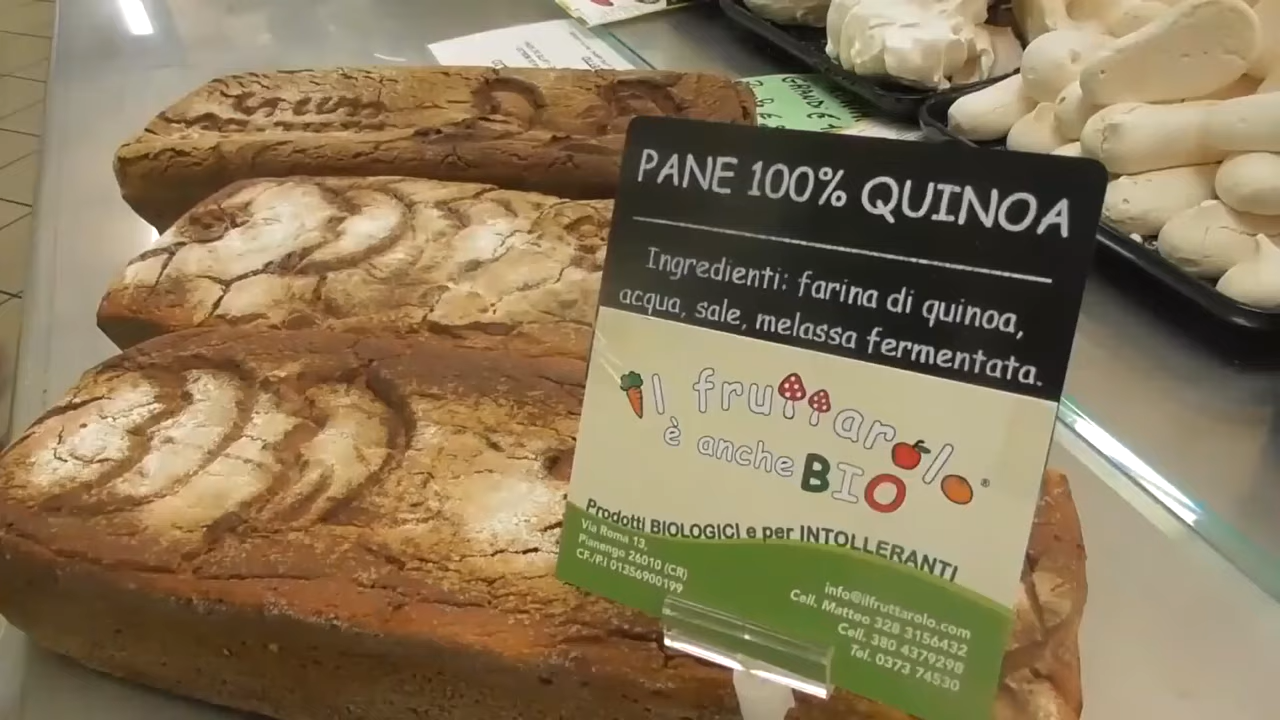 PANE 100% QUINOA
Ingredienti: farina di quinoa,
acqua, sale, melassa fermentata.
Il fruttarolo®
è anche BIO
Prodotti BIOLOGICI e per INTOLLERANTI
Via Roma 13,
Pianengo 26010 (CR)
CF./P.I 01356900199
info@ilfruttarolo.com
Cell. Matteo 328 3156432
Cell. 380 4379298
Tel. 0373 74530
GRANDI €